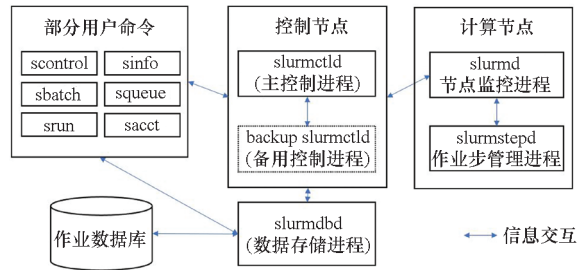 部分用户命令
scontrol
sinfo
sbatch
squeue
srun
sacct
控制节点
slurmctld
(主控制进程)
backup slurmctld
(备用控制进程)
计算节点
slurmd
节点监控进程
slurmstepd
作业步管理进程
作业数据库
slurmdbd
(数据存储进程)
信息交互